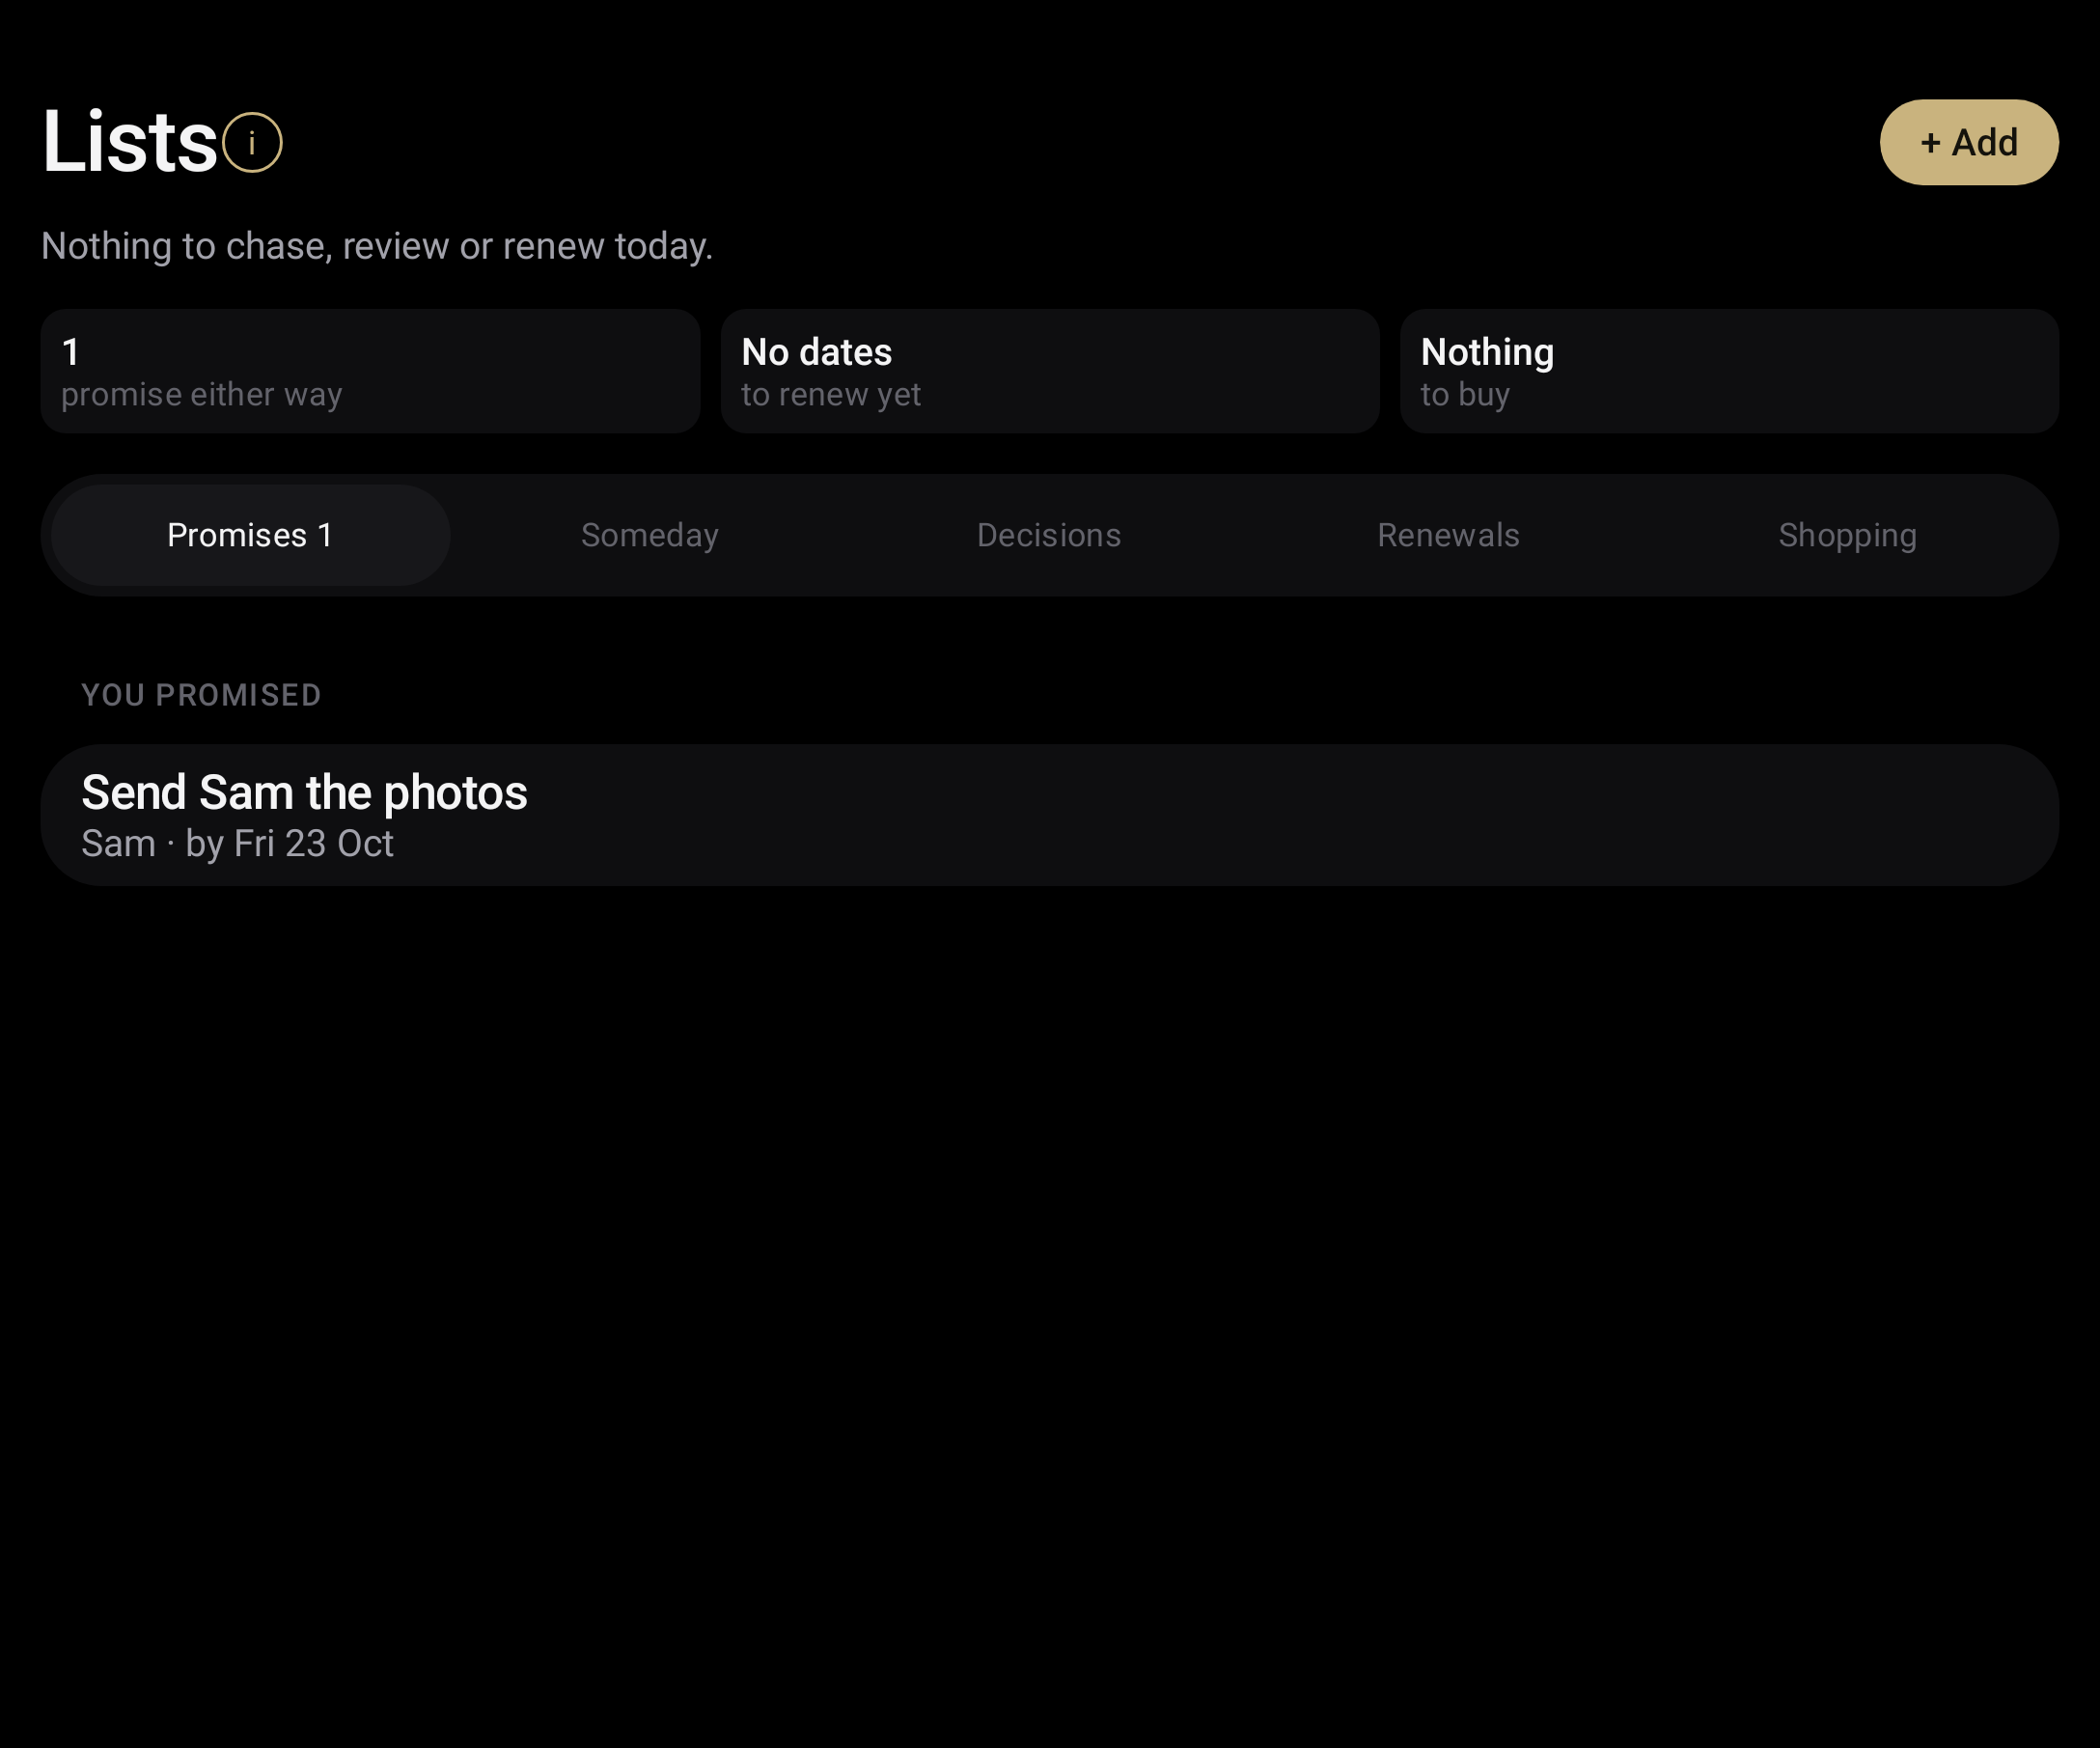 Lists i
+ Add
Nothing to chase, review or renew today.
1
promise either way
No dates
to renew yet
Nothing
to buy
Promises 1
Someday
Decisions
Renewals
Shopping
YOU PROMISED
Send Sam the photos
Sam · by Fri 23 Oct